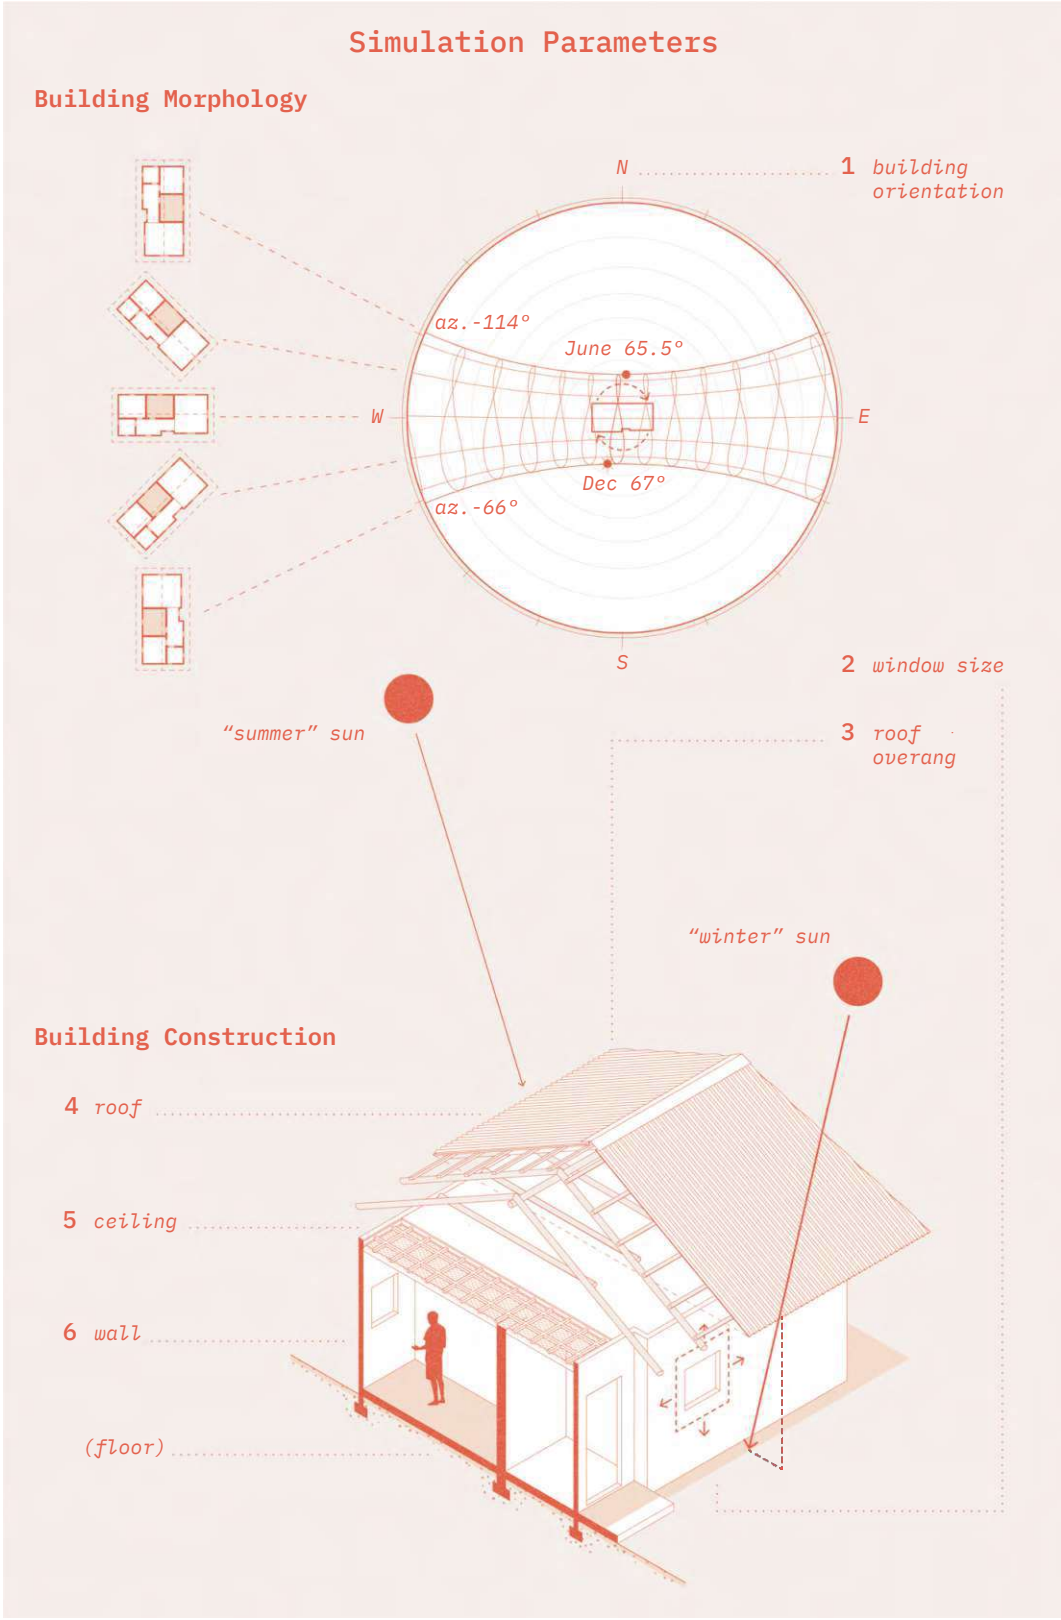 Simulation Parameters
Building Morphology
N
1 building
orientation
az.-114°
June 65.5°
W
E
Dec 67°
az.-66°
S
2 window size
"summer" sun
3 roof
overang
"winter" sun
Building Construction
4 roof
5 ceiling
6 wall
(floor)